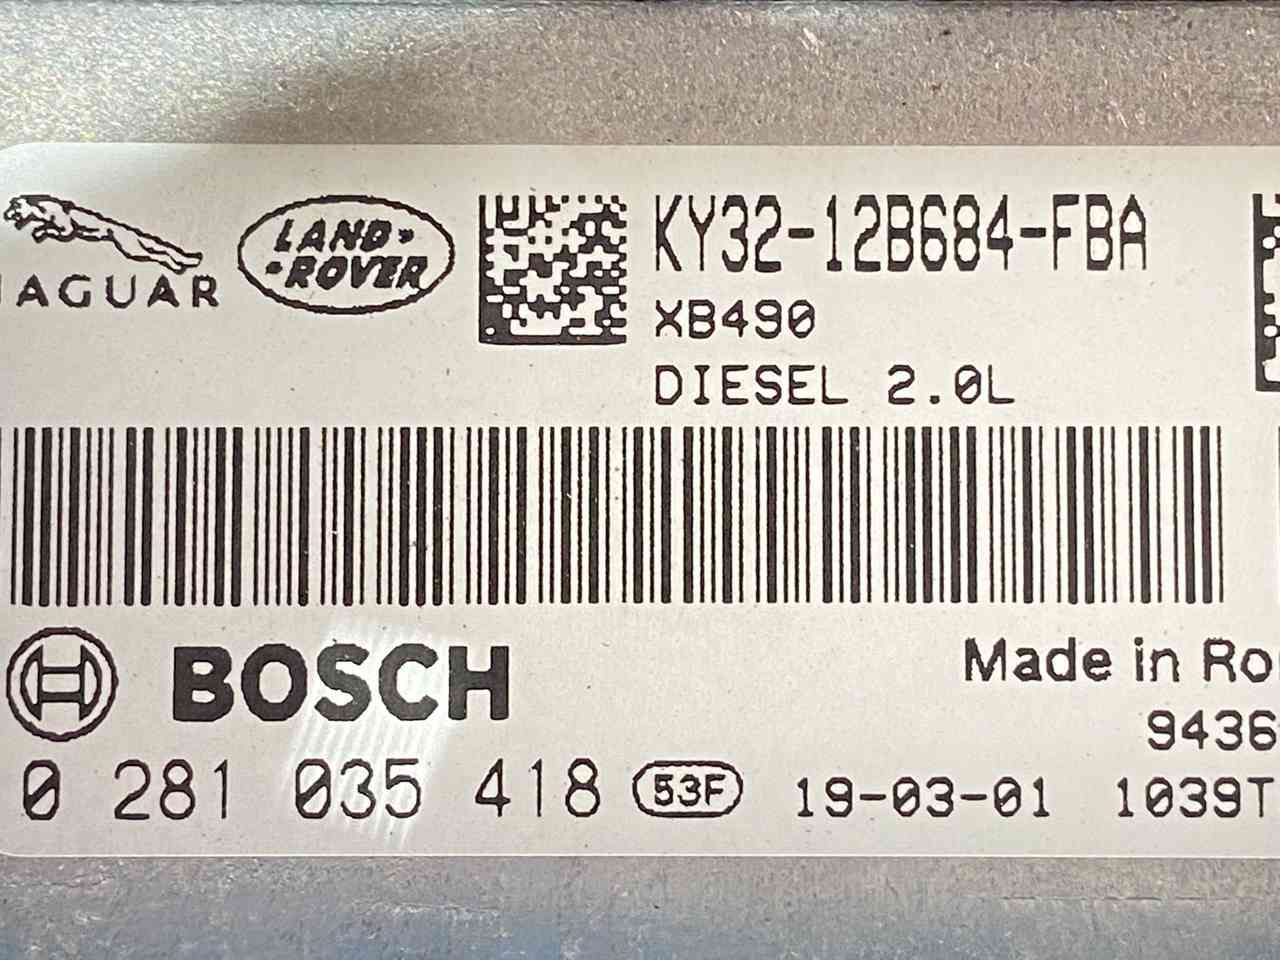 JAGUAR
LAND-
-ROVER
KY32-12B684-FBA
XB490
DIESEL 2.0L
BOSCH
Made in Ro
9436
0 281 035 418 53F 19-03-01 1039T